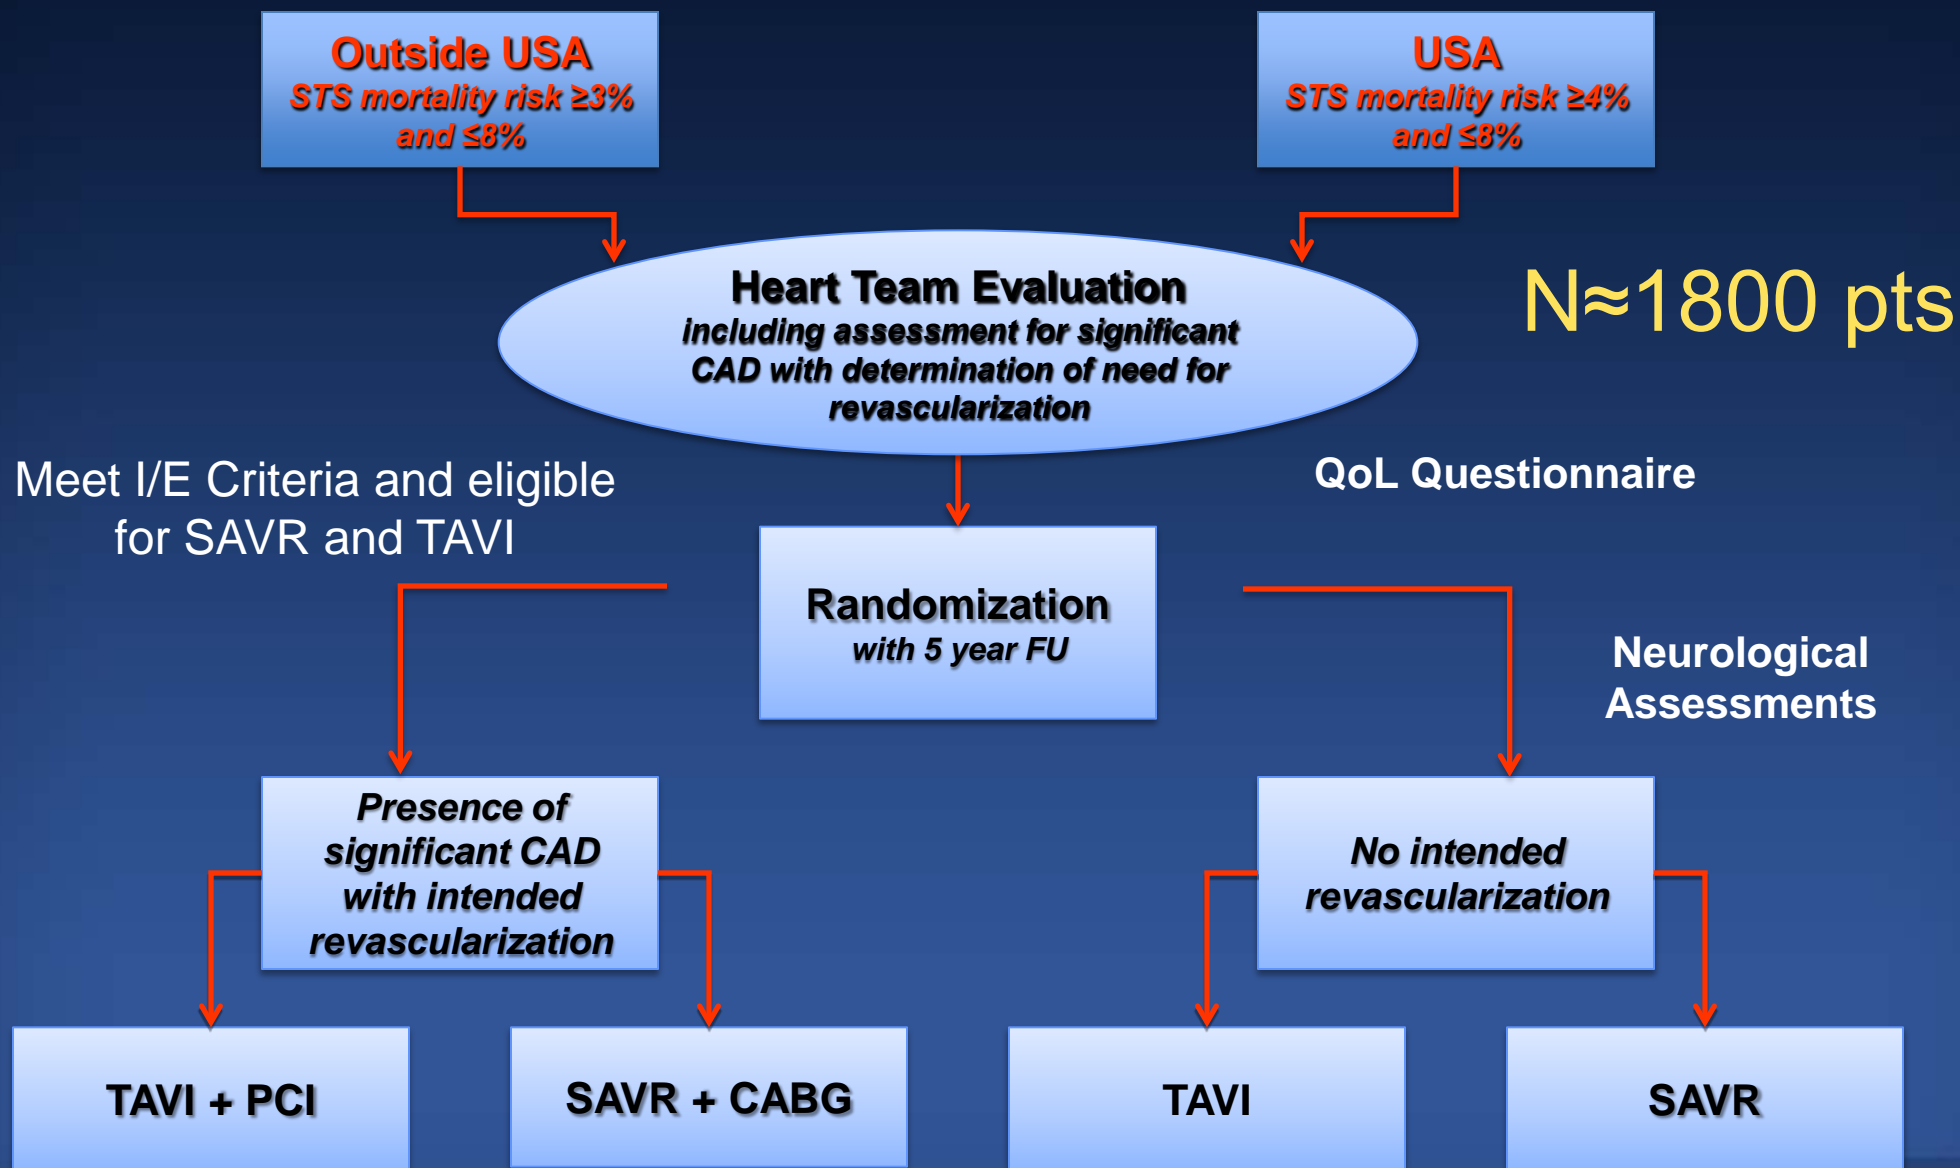 Outside USA
STS mortality risk ≥3%
and ≤8%
USA
STS mortality risk ≥4%
and ≤8%
Heart Team Evaluation
including assessment for significant
CAD with determination of need for
revascularization
N≈1800 pts
Meet I/E Criteria and eligible
for SAVR and TAVI
QoL Questionnaire
Randomization
with 5 year FU
Neurological
Assessments
Presence of
significant CAD
with intended
revascularization
No intended
revascularization
TAVI + PCI
SAVR + CABG
TAVI
SAVR